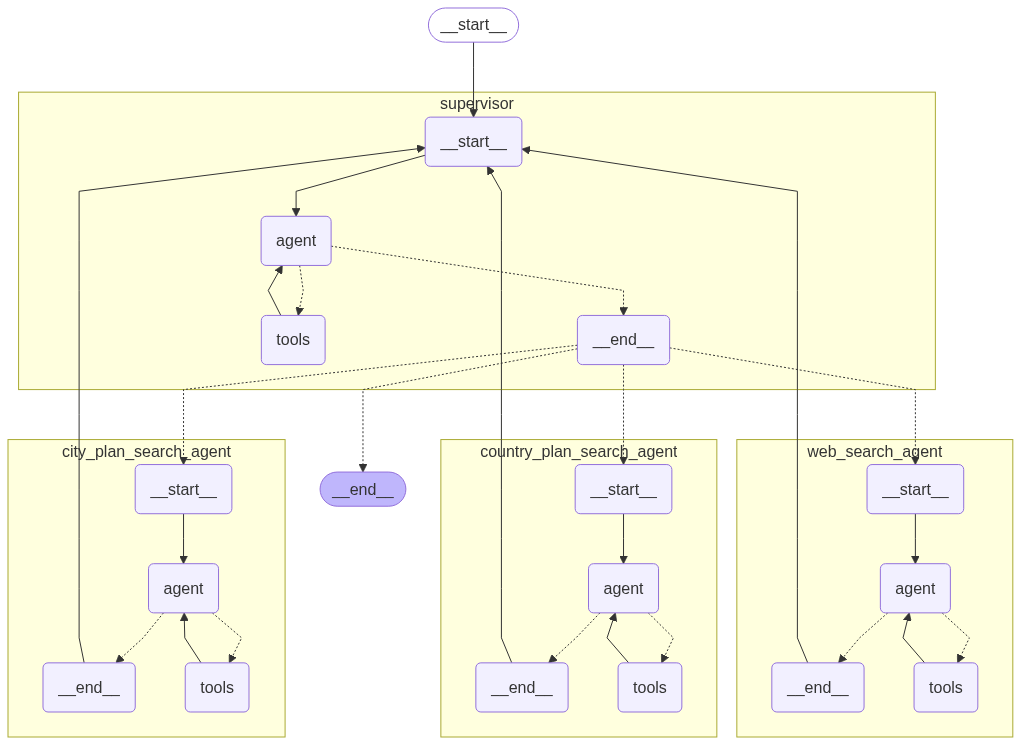 __start__
supervisor
__start__
agent
tools
__end__
city_plan_search_agent
country_plan_search_agent
web_search_agent
__start__
__end__
__start__
__start__
agent
agent
agent
__end__
tools
__end__
tools
__end__
tools